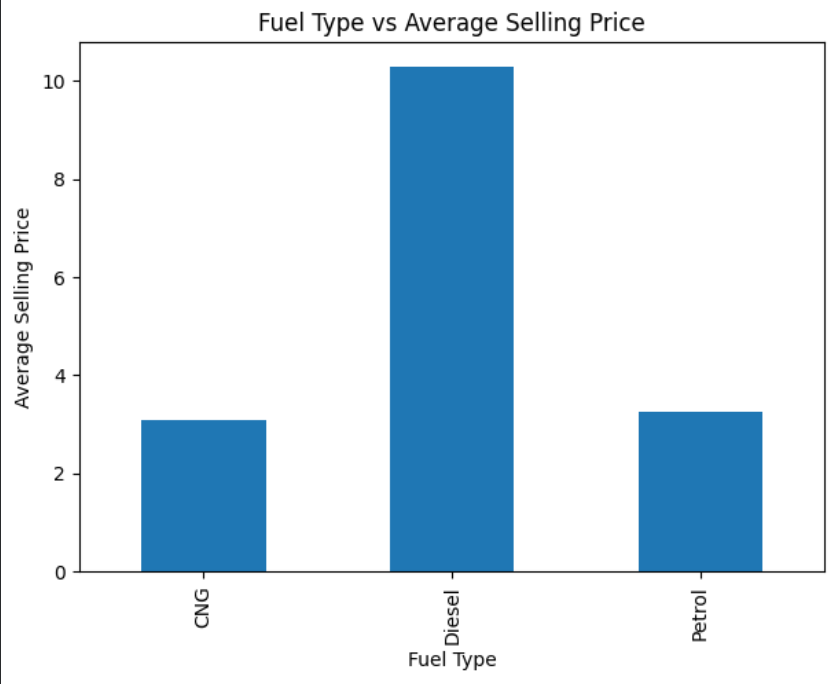 Fuel Type vs Average Selling Price
Average Selling Price
10
8
6
4
2
0
CNG
Diesel
Petrol
Fuel Type